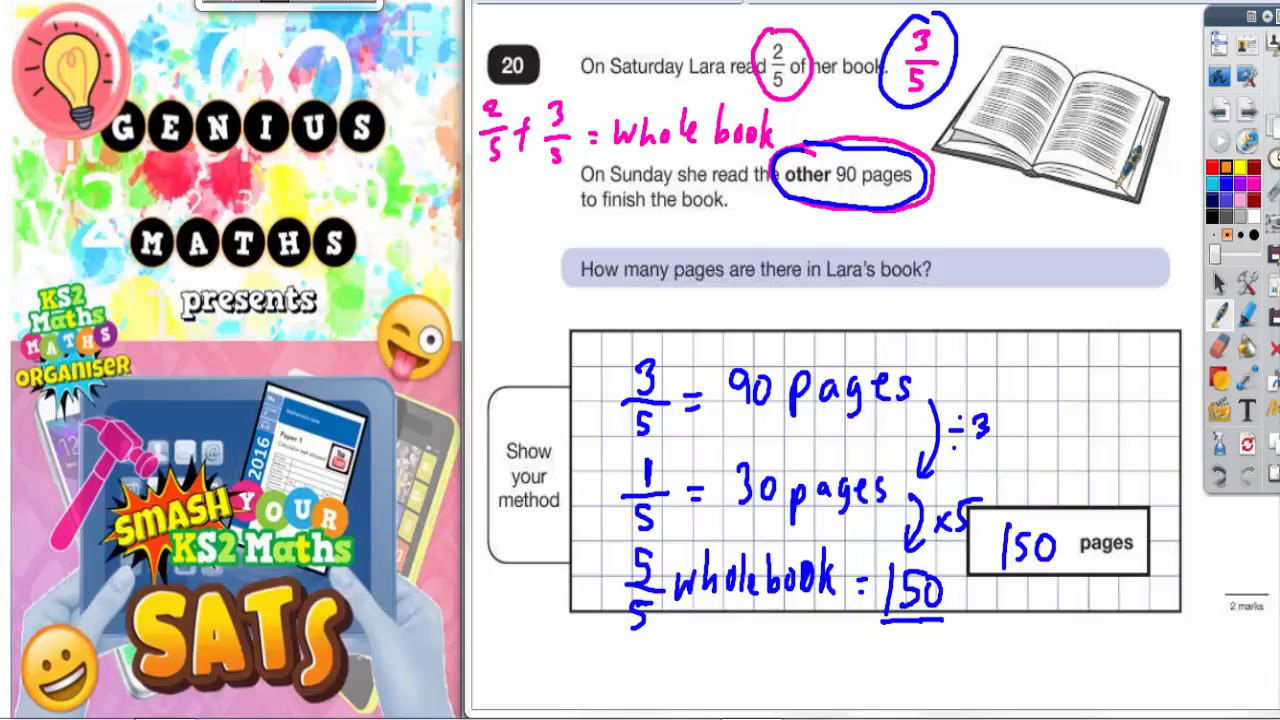 GENIUS
MATHS
presents
KS2
Maths
MATHS
ORGANISER
2016
Paper 1
SMASH YOUR
KS2 Maths
SATS
20
On Saturday Lara read 2/5 of her book.
3/5
2/5 + 3/5 = whole book
On Sunday she read the other 90 pages
to finish the book.
How many pages are there in Lara's book?
Show
your
method
3/5 = 90 pages
÷3
1/5 = 30 pages
×5
5/5 whole book = 150
150 pages
2 marks